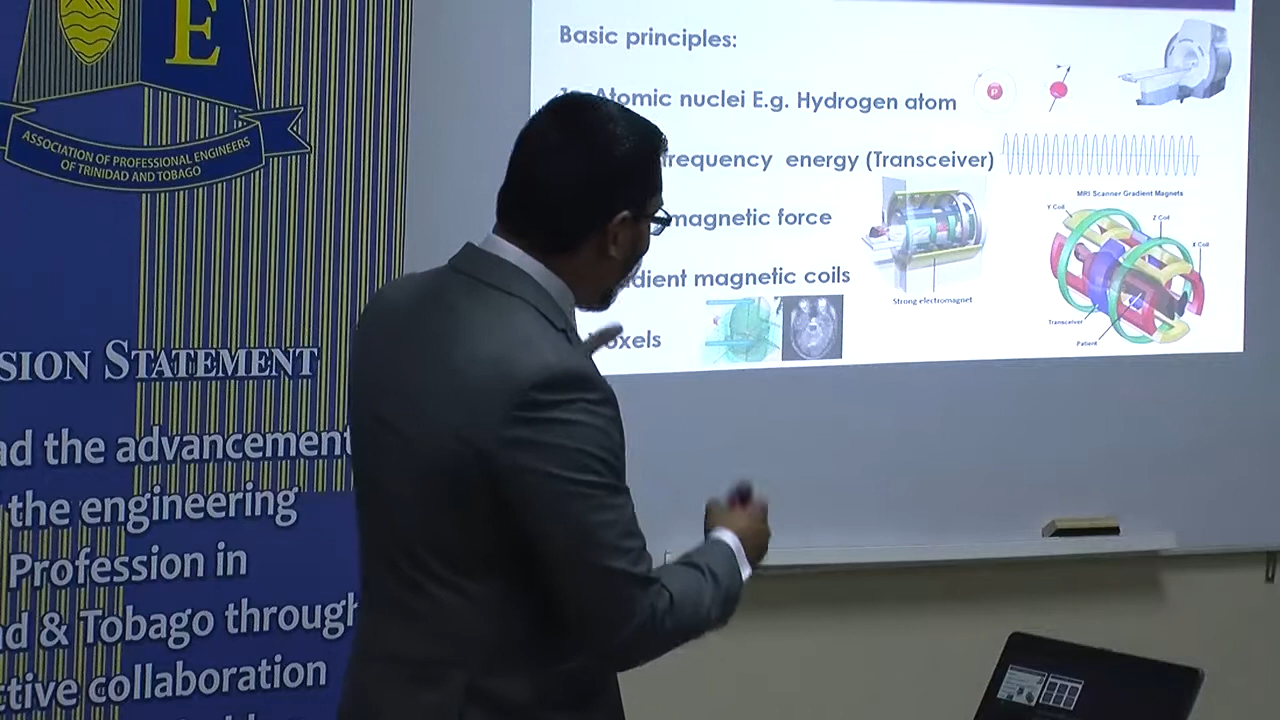 E
ASSOCIATION OF PROFESSIONAL ENGINEERS
OF TRINIDAD AND TOBAGO
SION STATEMENT
ad the advancement
the engineering
Profession in
ad & Tobago through
ctive collaboration
Basic principles:
Atomic nuclei E.g. Hydrogen atom
P
frequency energy (Transceiver)
magnetic force
dient magnetic coils
oxels
Strong electromagnet
MRI Scanner Gradient Magnets
Y Coil
Z Coil
X Coil
Transceiver
Patient